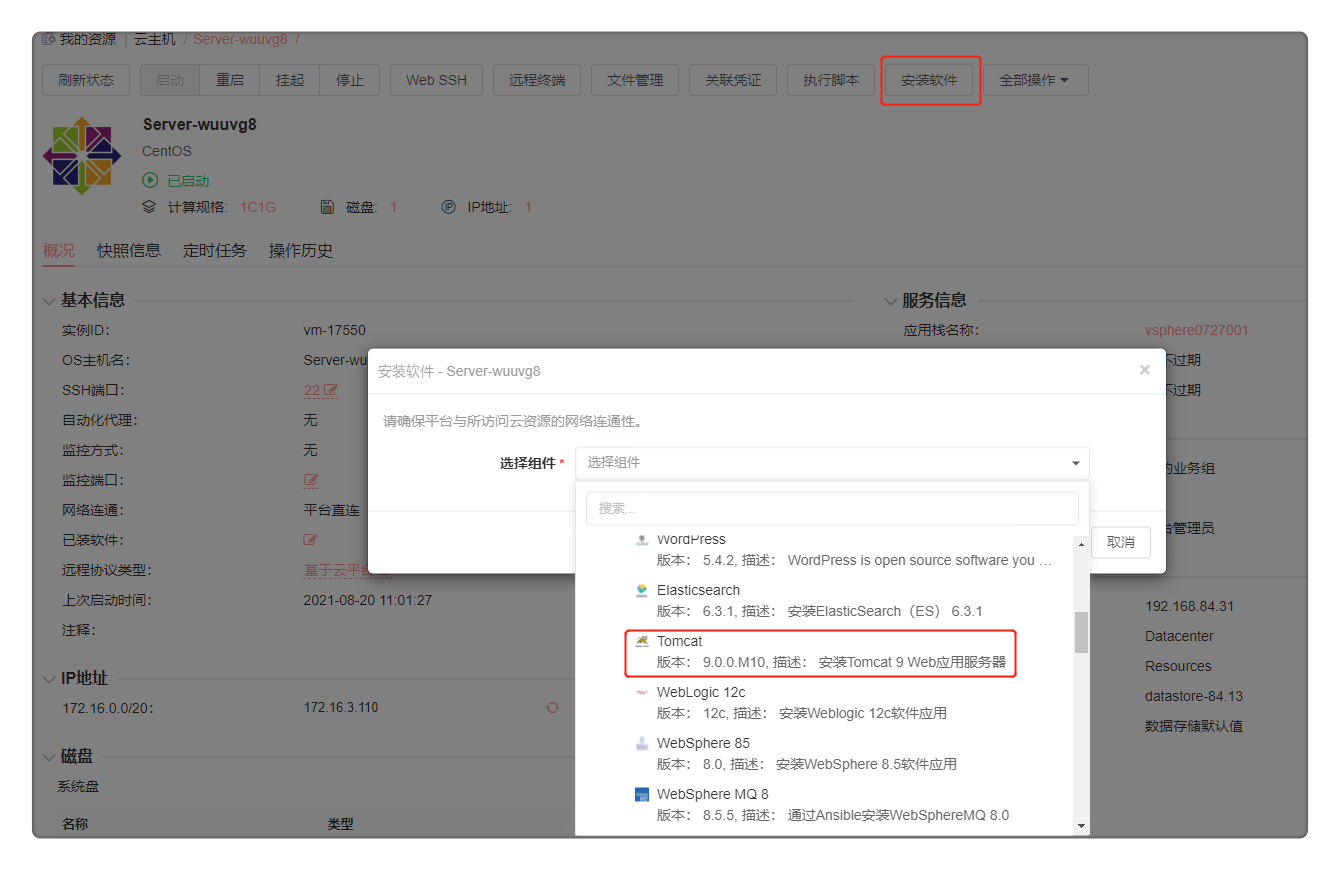 我的资源 | 云主机 / Server-wuuvg8 /
刷新状态 启动 重启 挂起 停止 Web SSH 远程终端 文件管理 关联凭证 执行脚本 安装软件 全部操作
Server-wuuvg8
CentOS
已启动
计算规格: 1C1G 磁盘: 1 IP地址: 1
概况 快照信息 定时任务 操作历史
基本信息
实例ID: vm-17550
OS主机名: Server-wu
SSH端口: 22
自动化代理: 无
监控方式: 无
监控端口:
网络连通: 平台直连
已装软件:
远程协议类型: 基于云平台
上次启动时间: 2021-08-20 11:01:27
注释:
IP地址
172.16.0.0/20: 172.16.3.110
磁盘
系统盘
名称 类型
服务信息
应用栈名称: vsphere0727001
不过期
不过期
的业务组
管理员
192.168.84.31
Datacenter
Resources
datastore-84.13
数据存储默认值
安装软件 - Server-wuuvg8 ×
请确保平台与所访问云资源的网络连通性。
选择组件 * 选择组件
搜索...
取消
WordPress
版本： 5.4.2, 描述： WordPress is open source software you ...
Elasticsearch
版本： 6.3.1, 描述： 安装ElasticSearch（ES） 6.3.1
Tomcat
版本： 9.0.0.M10, 描述： 安装Tomcat 9 Web应用服务器
WebLogic 12c
版本： 12c, 描述： 安装Weblogic 12c软件应用
WebSphere 85
版本： 8.0, 描述： 安装WebSphere 8.5软件应用
WebSphere MQ 8
版本： 8.5.5, 描述： 通过Ansible安装WebSphereMQ 8.0